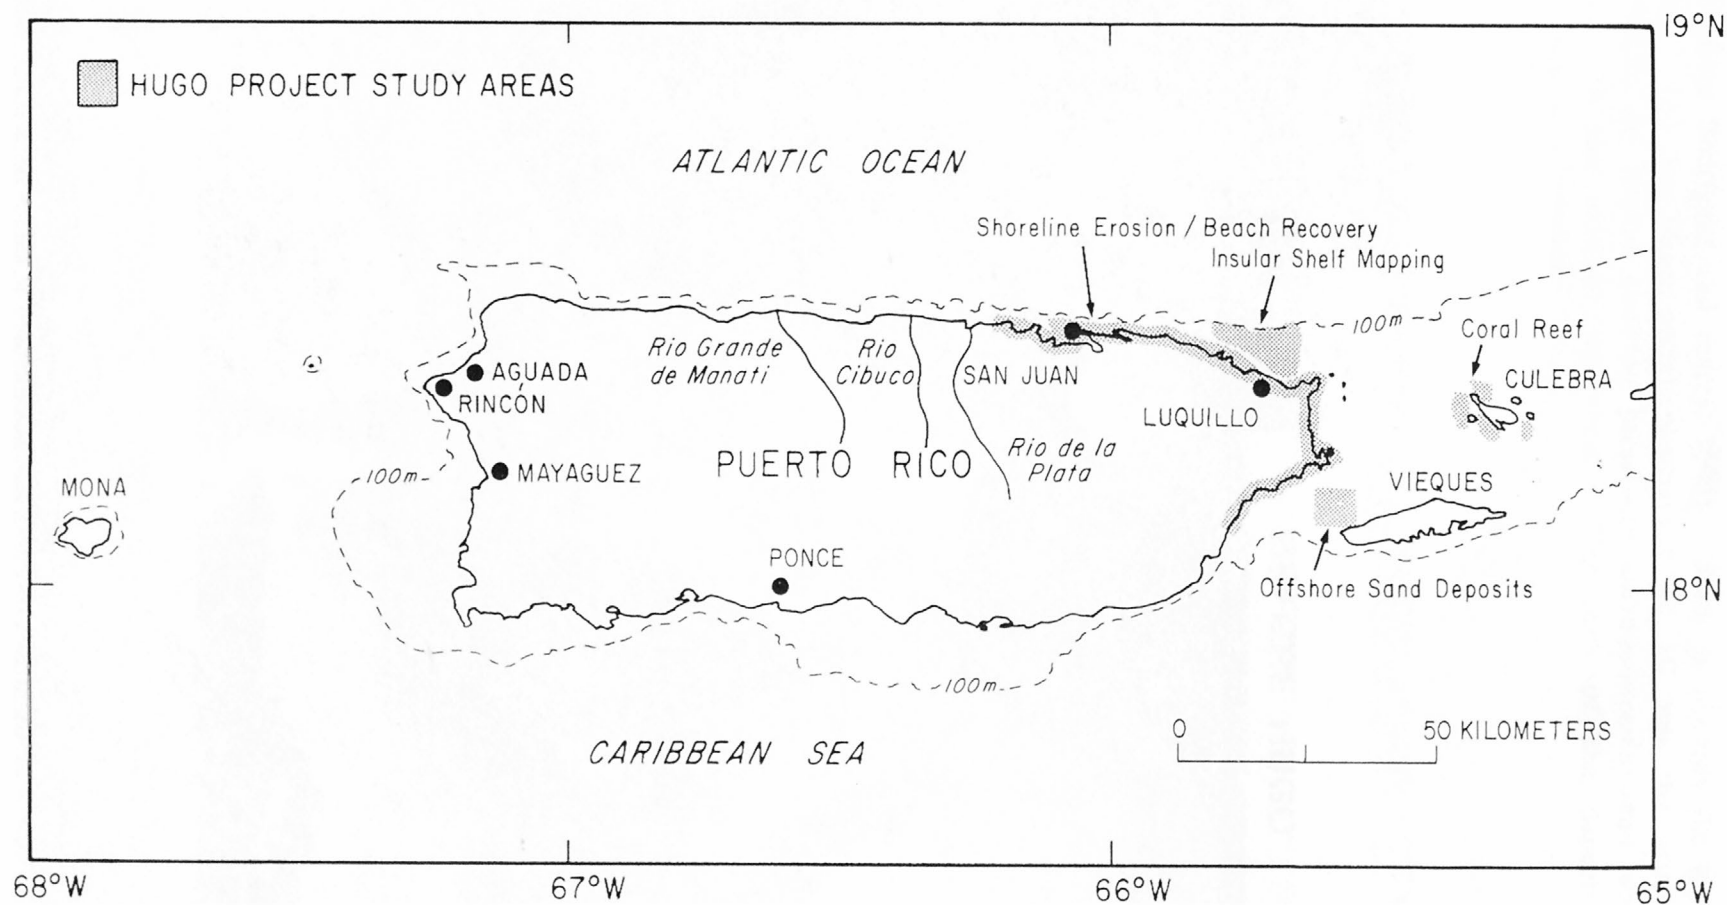 19°N
HUGO PROJECT STUDY AREAS
ATLANTIC OCEAN
Shoreline Erosion / Beach Recovery
Insular Shelf Mapping
100m
Coral Reef
CULEBRA
Rio Grande
de Manati
Rio
Cibuco
SAN JUAN
AGUADA
RINCÓN
LUQUILLO
Rio de la
Plata
PUERTO RICO
100m
MAYAGUEZ
MONA
VIEQUES
PONCE
Offshore Sand Deposits
18°N
100m
CARIBBEAN SEA
0
50 KILOMETERS
68°W
67°W
66°W
65°W